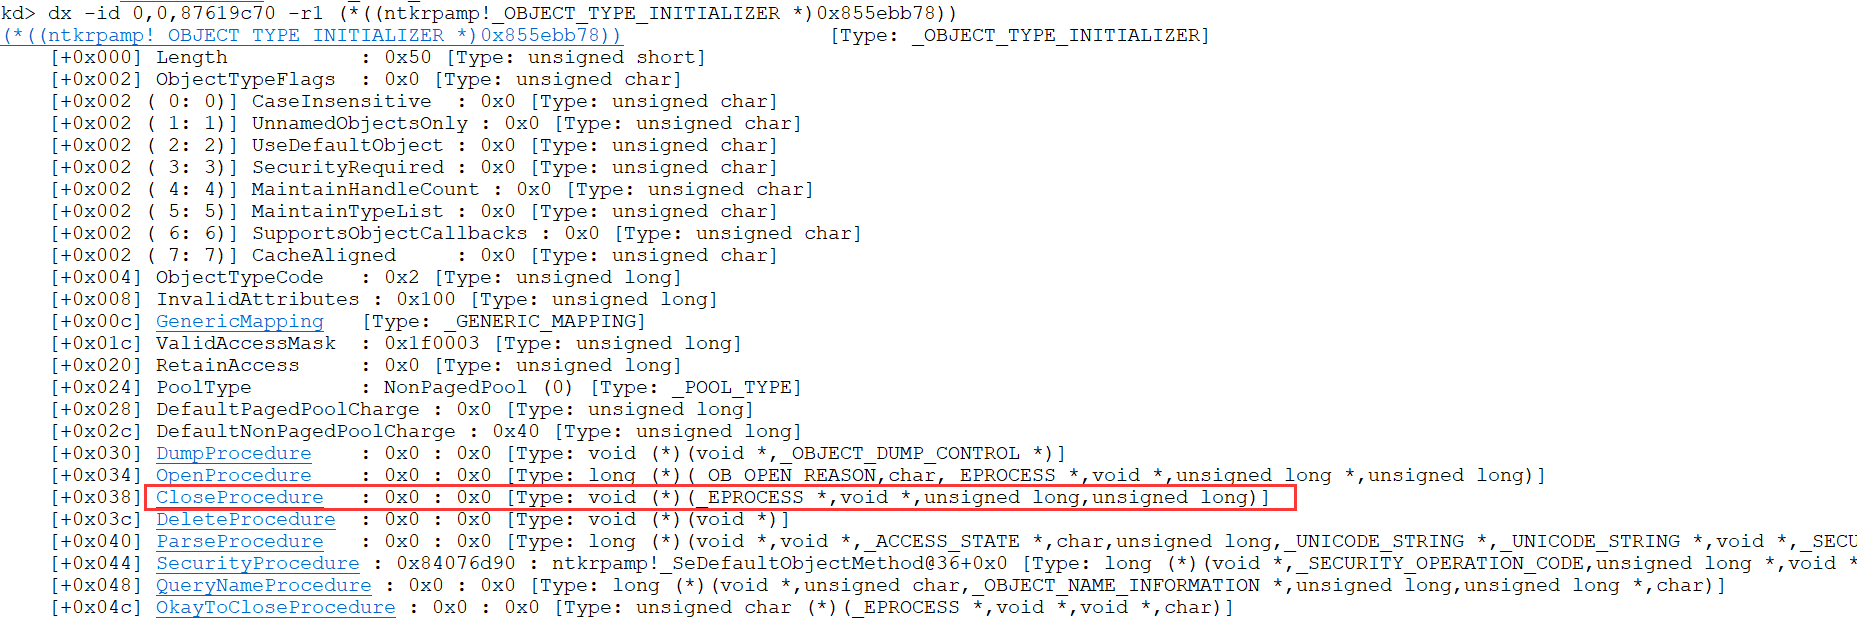 kd> dx -id 0,0,87619c70 -r1 (*((ntkrpamp!_OBJECT_TYPE_INITIALIZER *)0x855ebb78))
(*((ntkrpamp!_OBJECT_TYPE_INITIALIZER *)0x855ebb78))                 [Type: _OBJECT_TYPE_INITIALIZER]
    [+0x000] Length           : 0x50 [Type: unsigned short]
    [+0x002] ObjectTypeFlags  : 0x0 [Type: unsigned char]
    [+0x002 ( 0: 0)] CaseInsensitive  : 0x0 [Type: unsigned char]
    [+0x002 ( 1: 1)] UnnamedObjectsOnly : 0x0 [Type: unsigned char]
    [+0x002 ( 2: 2)] UseDefaultObject : 0x0 [Type: unsigned char]
    [+0x002 ( 3: 3)] SecurityRequired : 0x0 [Type: unsigned char]
    [+0x002 ( 4: 4)] MaintainHandleCount : 0x0 [Type: unsigned char]
    [+0x002 ( 5: 5)] MaintainTypeList : 0x0 [Type: unsigned char]
    [+0x002 ( 6: 6)] SupportsObjectCallbacks : 0x0 [Type: unsigned char]
    [+0x002 ( 7: 7)] CacheAligned     : 0x0 [Type: unsigned char]
    [+0x004] ObjectTypeCode   : 0x2 [Type: unsigned long]
    [+0x008] InvalidAttributes : 0x100 [Type: unsigned long]
    [+0x00c] GenericMapping   [Type: _GENERIC_MAPPING]
    [+0x01c] ValidAccessMask  : 0x1f0003 [Type: unsigned long]
    [+0x020] RetainAccess     : 0x0 [Type: unsigned long]
    [+0x024] PoolType         : NonPagedPool (0) [Type: _POOL_TYPE]
    [+0x028] DefaultPagedPoolCharge : 0x0 [Type: unsigned long]
    [+0x02c] DefaultNonPagedPoolCharge : 0x40 [Type: unsigned long]
    [+0x030] DumpProcedure    : 0x0 : 0x0 [Type: void (*)(void *,_OBJECT_DUMP_CONTROL *)]
    [+0x034] OpenProcedure    : 0x0 : 0x0 [Type: long (*)(_OB_OPEN_REASON,char,_EPROCESS *,void *,unsigned long *,unsigned long)]
    [+0x038] CloseProcedure   : 0x0 : 0x0 [Type: void (*)(_EPROCESS *,void *,unsigned long,unsigned long)]
    [+0x03c] DeleteProcedure  : 0x0 : 0x0 [Type: void (*)(void *)]
    [+0x040] ParseProcedure   : 0x0 : 0x0 [Type: long (*)(void *,void *,_ACCESS_STATE *,char,unsigned long,_UNICODE_STRING *,_UNICODE_STRING *,void *,_SECU
    [+0x044] SecurityProcedure : 0x84076d90 : ntkrpamp!_SeDefaultObjectMethod@36+0x0 [Type: long (*)(void *,_SECURITY_OPERATION_CODE,unsigned long *,void *
    [+0x048] QueryNameProcedure : 0x0 : 0x0 [Type: long (*)(void *,unsigned char,_OBJECT_NAME_INFORMATION *,unsigned long,unsigned long *,char)]
    [+0x04c] OkayToCloseProcedure : 0x0 : 0x0 [Type: unsigned char (*)(_EPROCESS *,void *,void *,char)]